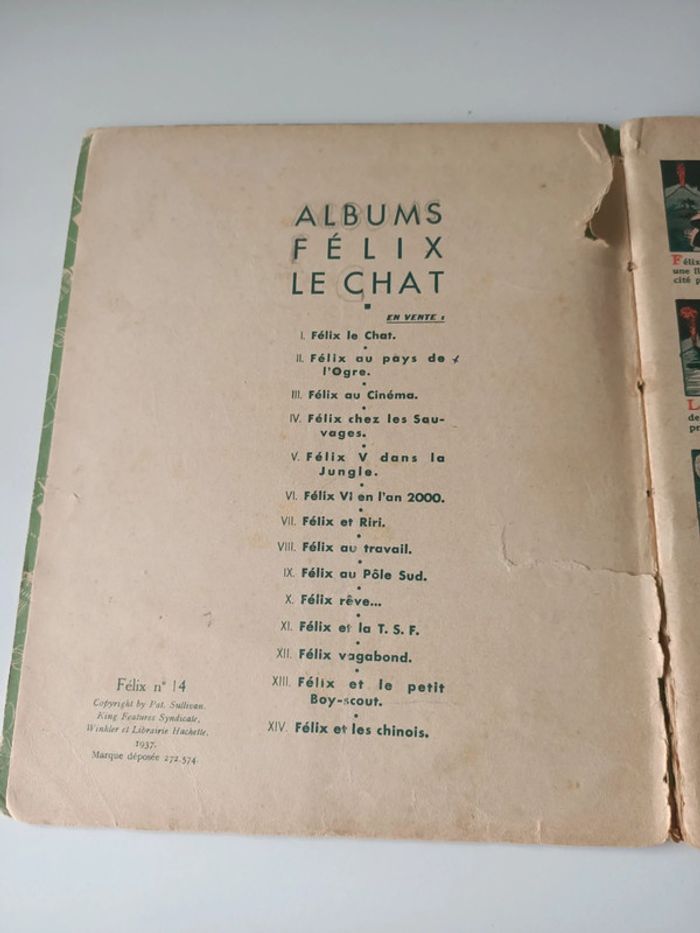 ALBUMS
FÉLIX
LE CHAT
EN VENTE :
I. Félix le Chat.
II. Félix au pays de
l'Ogre.
III. Félix au Cinéma.
IV. Félix chez les Sau-
vages.
V. Félix V dans la
Jungle.
VI. Félix VI en l'an 2000.
VII. Félix et Riri.
VIII. Félix au travail.
IX. Félix au Pôle Sud.
X. Félix rêve...
XI. Félix et la T. S. F.
XII. Félix vagabond.
XIII. Félix et le petit
Boy-scout.
XIV. Félix et les chinois.
Félix n° 14
Copyright by Pat. Sullivan.
King Features Syndicate,
Winkler et Librairie Hachette.
1937.
Marque déposée 272.574.
Félix
une
cité
de